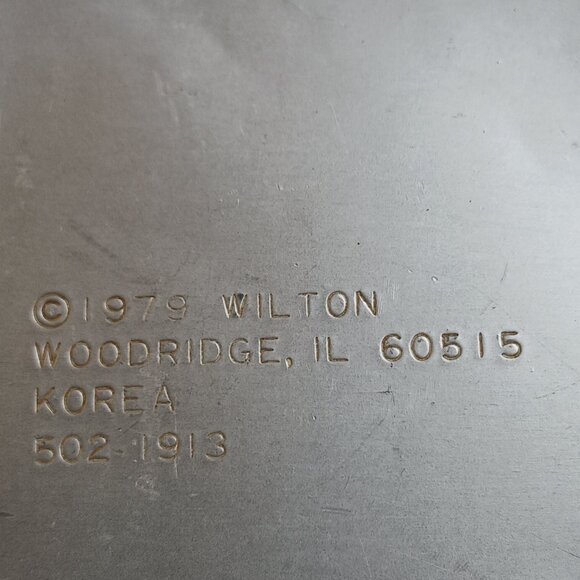 ©1979 WILTON
WOODRIDGE, IL 60515
KOREA
502-1913